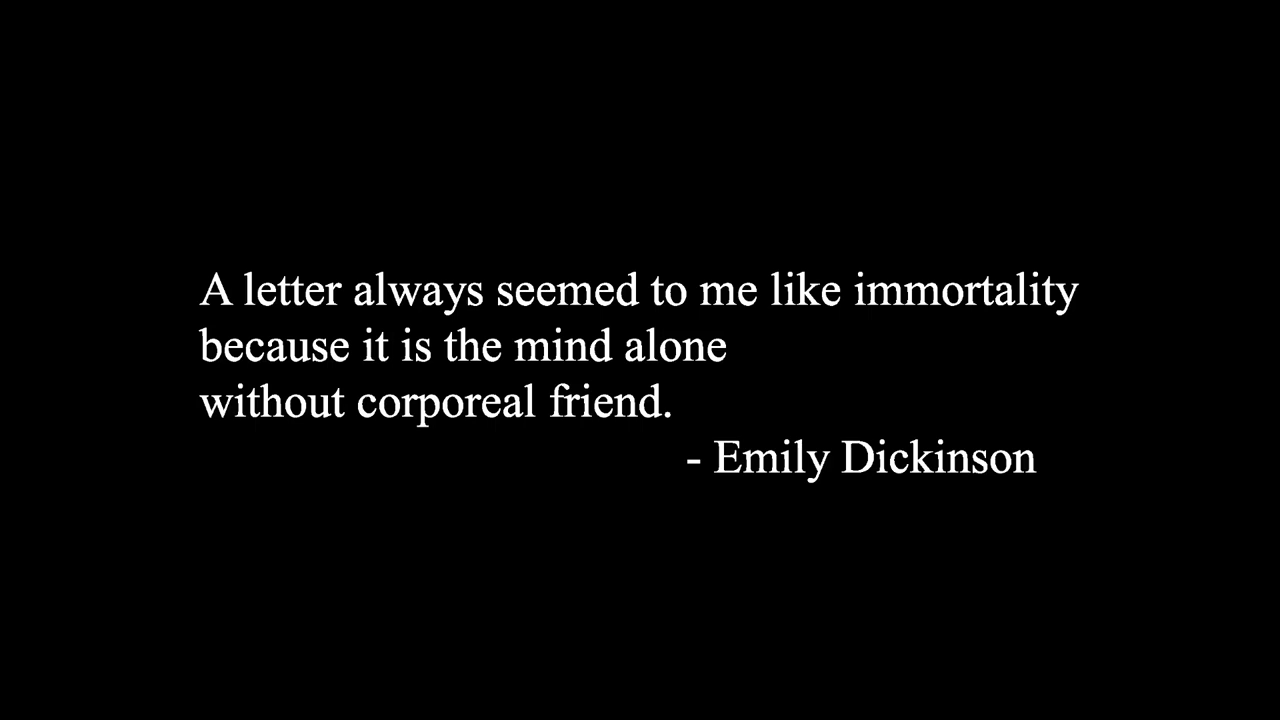 A letter always seemed to me like immortality
because it is the mind alone
without corporeal friend.
- Emily Dickinson